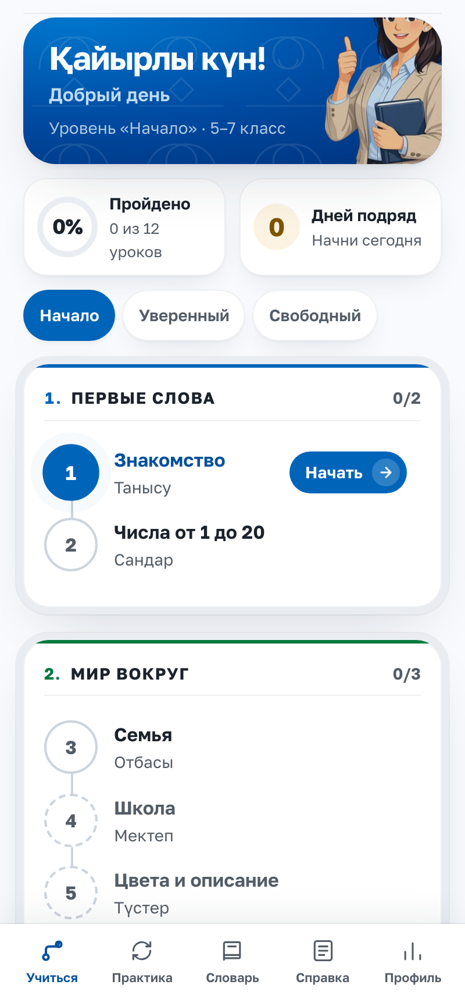 Қайырлы күн!
Добрый день
Уровень «Начало» · 5–7 класс
0%
Пройдено
0 из 12
уроков
0
Дней подряд
Начни сегодня
Начало
Уверенный
Свободный
1. ПЕРВЫЕ СЛОВА 0/2
1
Знакомство
Танысу
Начать
2
Числа от 1 до 20
Сандар
2. МИР ВОКРУГ 0/3
3
Семья
Отбасы
4
Школа
Мектеп
5
Цвета и описание
Түстер
Учиться
Практика
Словарь
Справка
Профиль